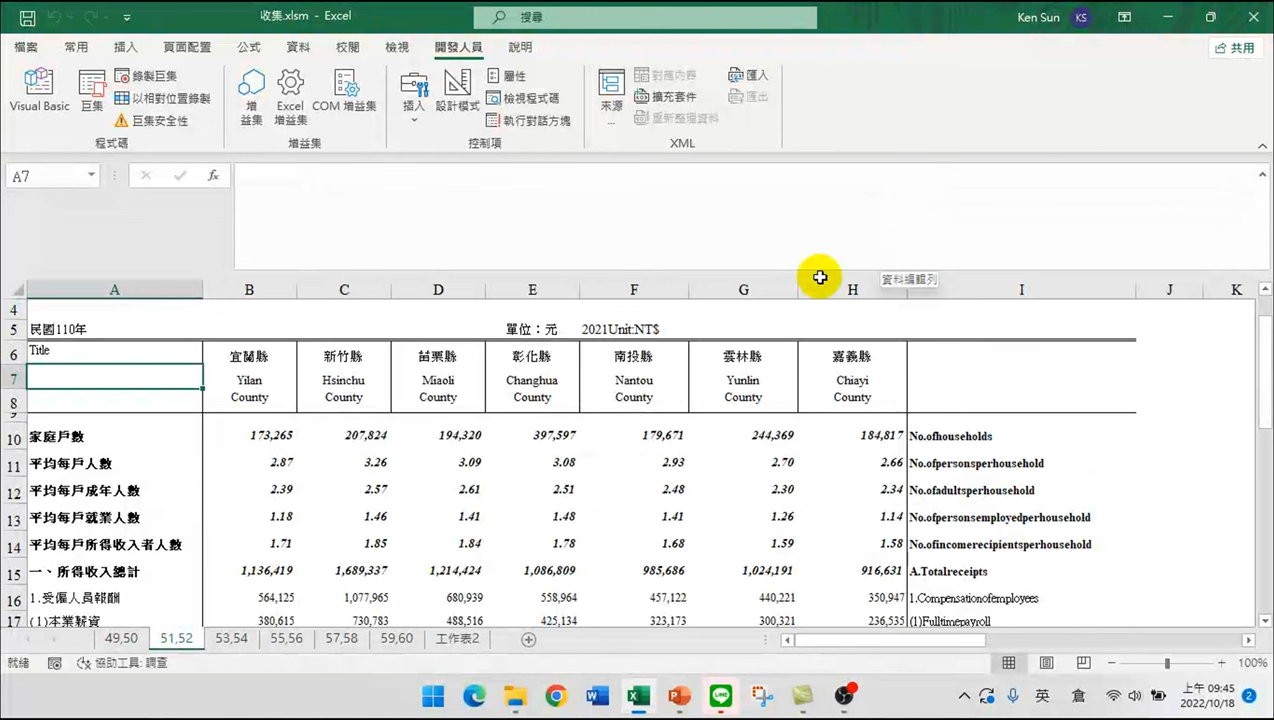 收集.xlsm - Excel
搜尋
Ken Sun KS
檔案 常用 插入 頁面配置 公式 資料 校閱 檢視 開發人員 說明 共用
Visual Basic 巨集 錄製巨集 以相對位置錄製 巨集安全性 增益集 Excel 增益集 COM 增益集 插入 設計模式 屬性 檢視程式碼 執行對話方塊 來源 對應內容 擴充套件 重新整理資料 匯入 匯出
程式碼 增益集 控制項 XML
A7 fx
資料編輯列
A B C D E F G H I J K
4
5 民國110年 單位：元 2021Unit:NT$
6 Title 宜蘭縣 新竹縣 苗栗縣 彰化縣 南投縣 雲林縣 嘉義縣
7 Yilan Hsinchu Miaoli Changhua Nantou Yunlin Chiayi
8 County County County County County County County
9
10 家庭戶數 173,265 207,824 194,320 397,597 179,671 244,369 184,817 No.ofhouseholds
11 平均每戶人數 2.87 3.26 3.09 3.08 2.93 2.70 2.66 No.ofpersonsperhousehold
12 平均每戶成年人數 2.39 2.57 2.61 2.51 2.48 2.30 2.34 No.ofadultsperhousehold
13 平均每戶就業人數 1.18 1.46 1.41 1.48 1.41 1.26 1.14 No.ofpersonsemployedperhousehold
14 平均每戶所得收入者人數 1.71 1.85 1.84 1.78 1.68 1.59 1.58 No.ofincomerecipientsperhousehold
15 一、所得收入總計 1,136,419 1,689,337 1,214,424 1,086,809 985,686 1,024,191 916,631 A.Totalreceipts
16 1.受僱人員報酬 564,125 1,077,965 680,939 558,964 457,122 440,221 350,947 1.Compensationofemployees
17 (1)本業薪資 380,615 730,783 488,516 425,134 323,173 300,321 236,535 (1)Fulltimepayroll
49,50 51,52 53,54 55,56 57,58 59,60 工作表2
就緒 協助工具: 調查 100%
英 倉 上午 09:45
2022/10/18 2